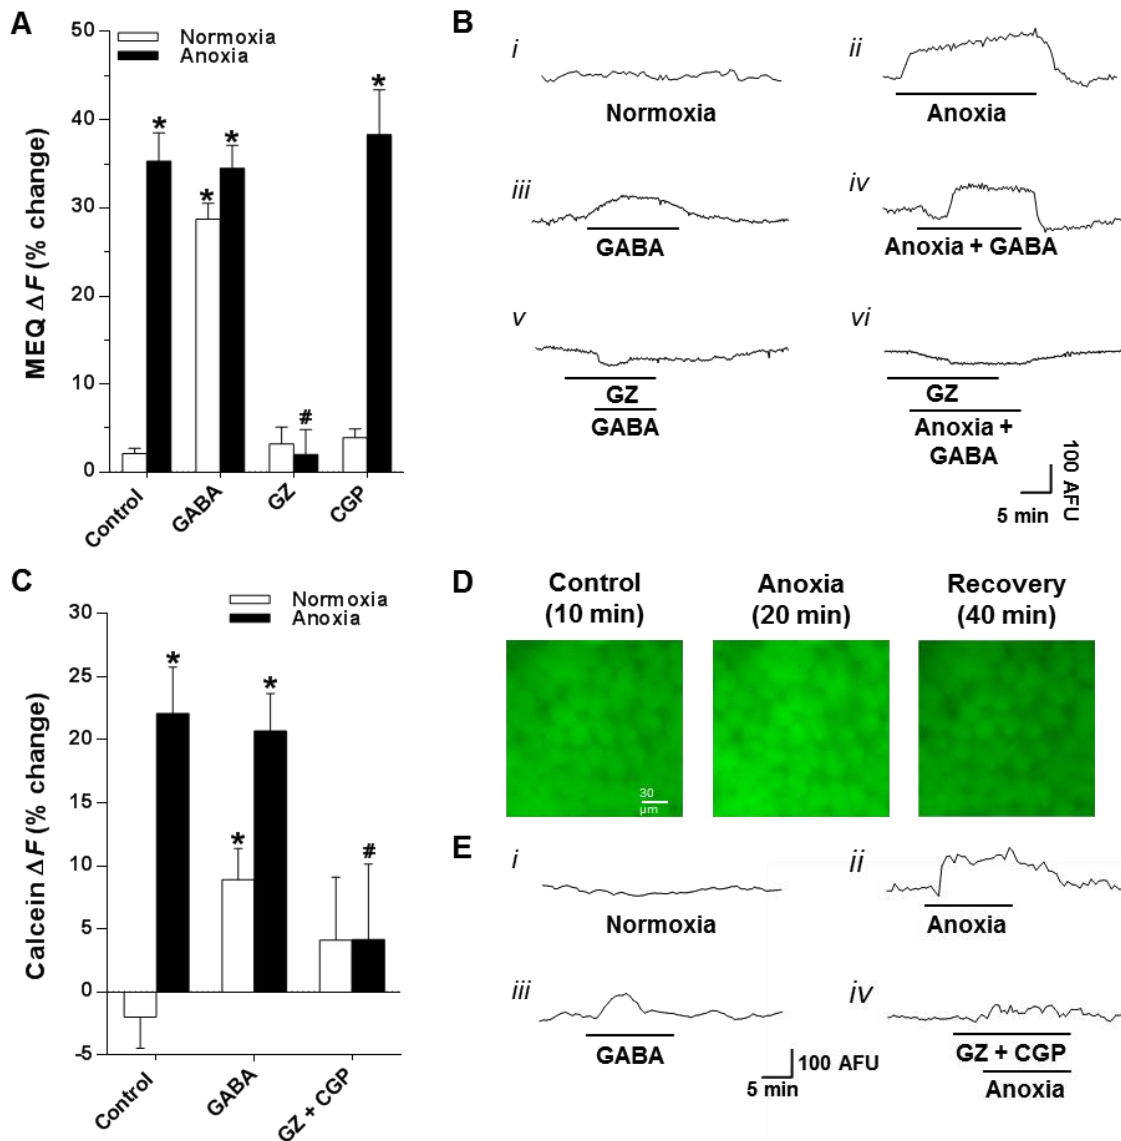 A
50
40
30
20
10
0
MEQ Δ F (% change)
Normoxia
Anoxia
*
*
*
#
*
Control
GABA
GZ
CGP
B
i
Normoxia
ii
Anoxia
iii
GABA
iv
Anoxia + GABA
v
GZ
GABA
vi
GZ
Anoxia +
GABA
100 AFU
5 min
C
30
25
20
15
10
5
0
-5
Calcein Δ F (% change)
Normoxia
Anoxia
*
*
*
#
Control
GABA
GZ + CGP
D
Control
(10 min)
Anoxia
(20 min)
Recovery
(40 min)
30
µm
E
i
Normoxia
ii
Anoxia
iii
GABA
iv
GZ + CGP
Anoxia
100 AFU
5 min